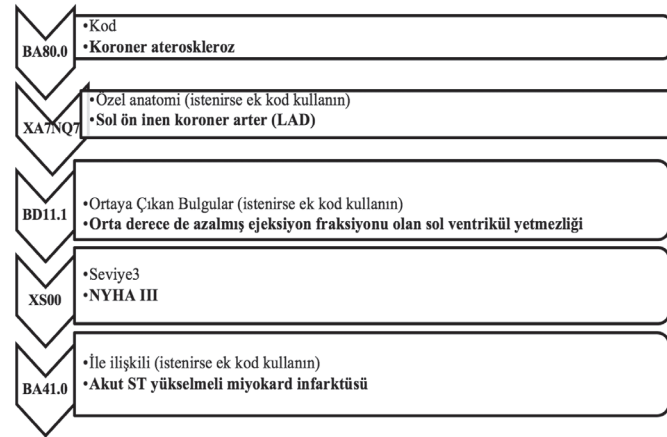 BA80.0
•Kod
•Koroner ateroskleroz
XA7NQ7
•Özel anatomi (istenirse ek kod kullanın)
•Sol ön inen koroner arter (LAD)
BD11.1
•Ortaya Çıkan Bulgular (istenirse ek kod kullanın)
•Orta derece de azalmış ejeksiyon fraksiyonu olan sol ventrikül yetmezliği
XS00
•Seviye3
•NYHA III
BA41.0
•İle ilişkili (istenirse ek kod kullanın)
•Akut ST yükselmeli miyokard infarktüsü